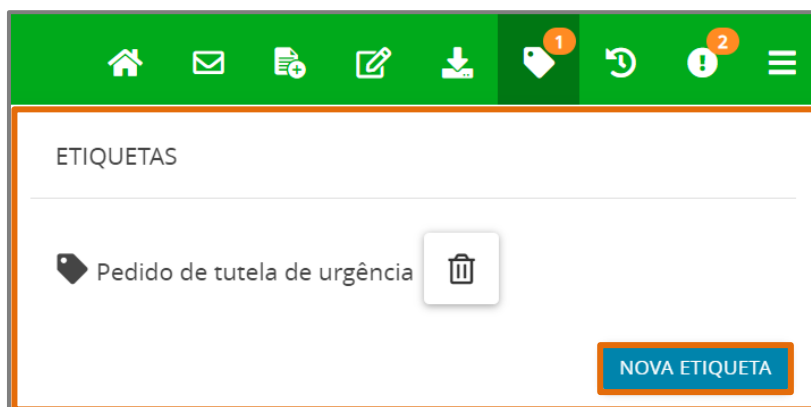 1
2
ETIQUETAS
Pedido de tutela de urgência
NOVA ETIQUETA